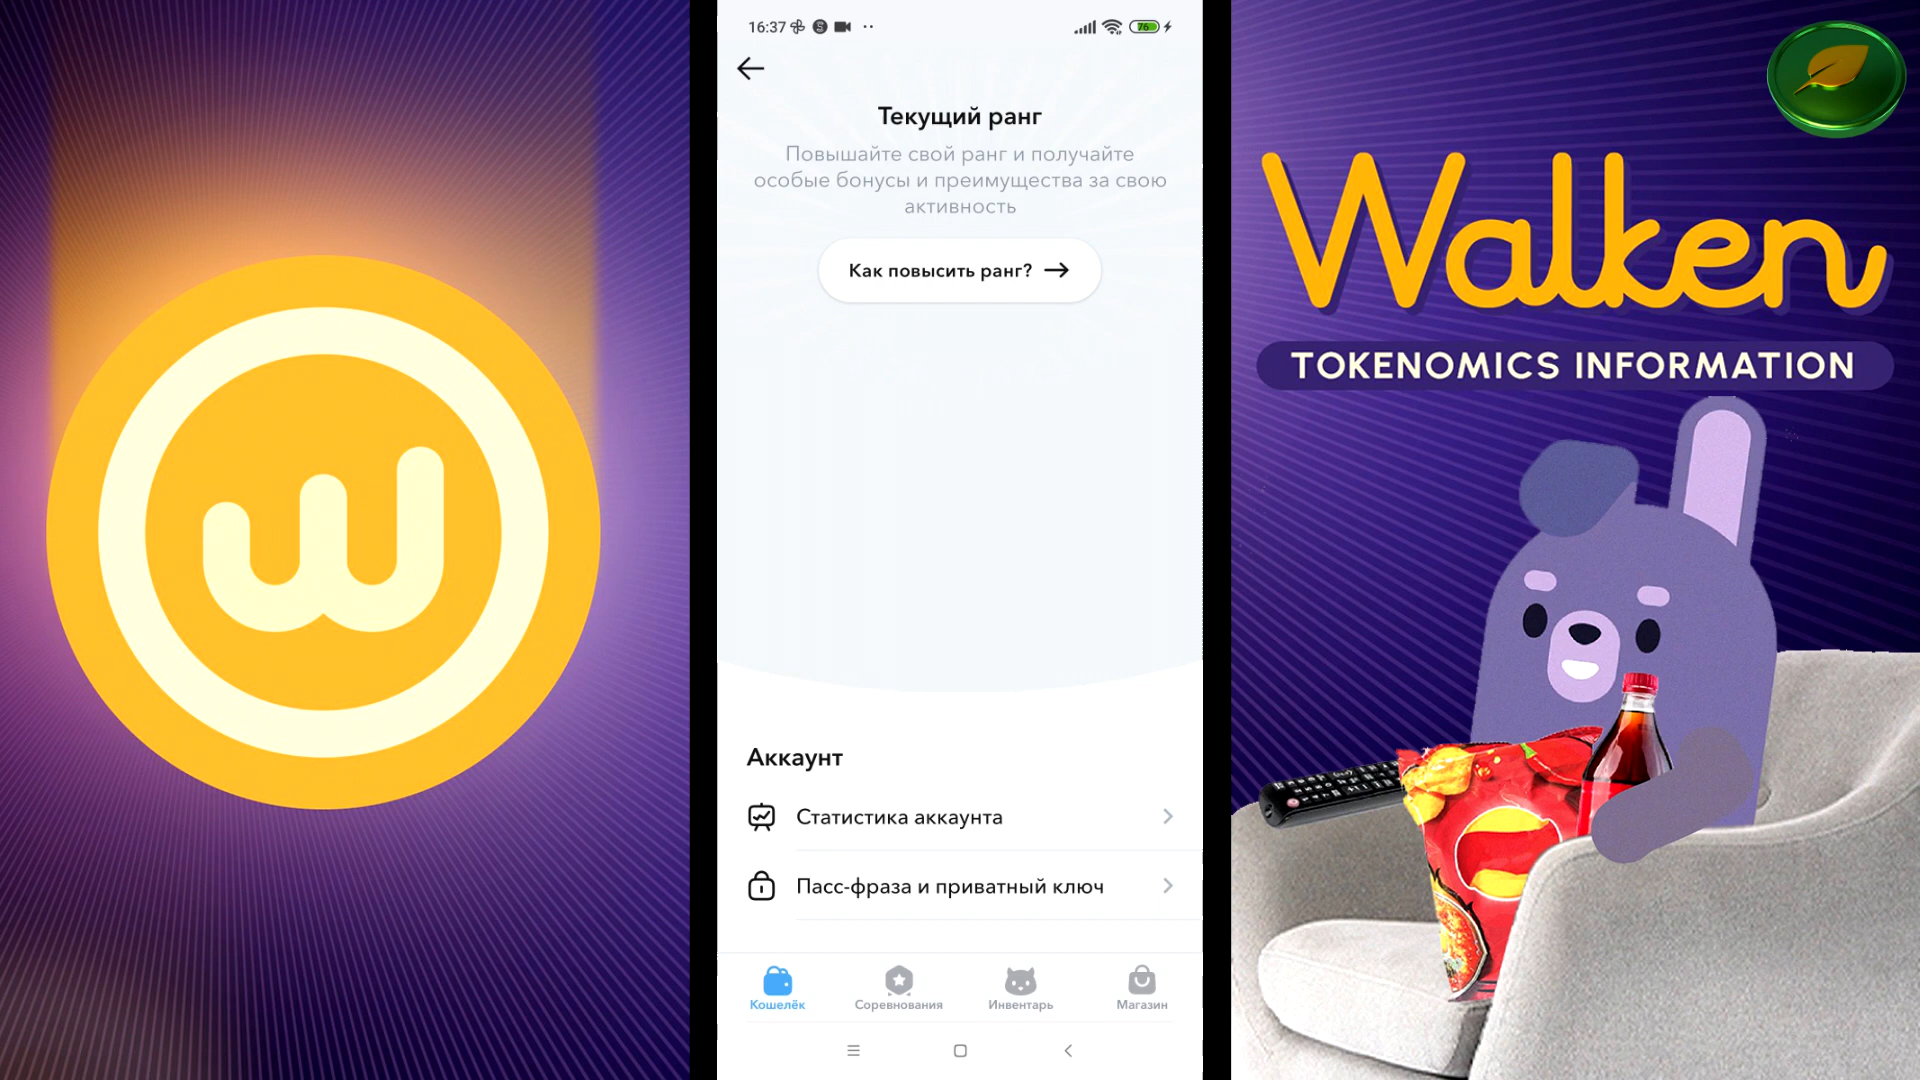 W
16:37
76
Текущий ранг
Повышайте свой ранг и получайте
особые бонусы и преимущества за свою
активность
Как повысить ранг?
Аккаунт
Статистика аккаунта
Пасс-фраза и приватный ключ
Кошелёк
Соревнования
Инвентарь
Магазин
Walken
TOKENOMICS INFORMATION